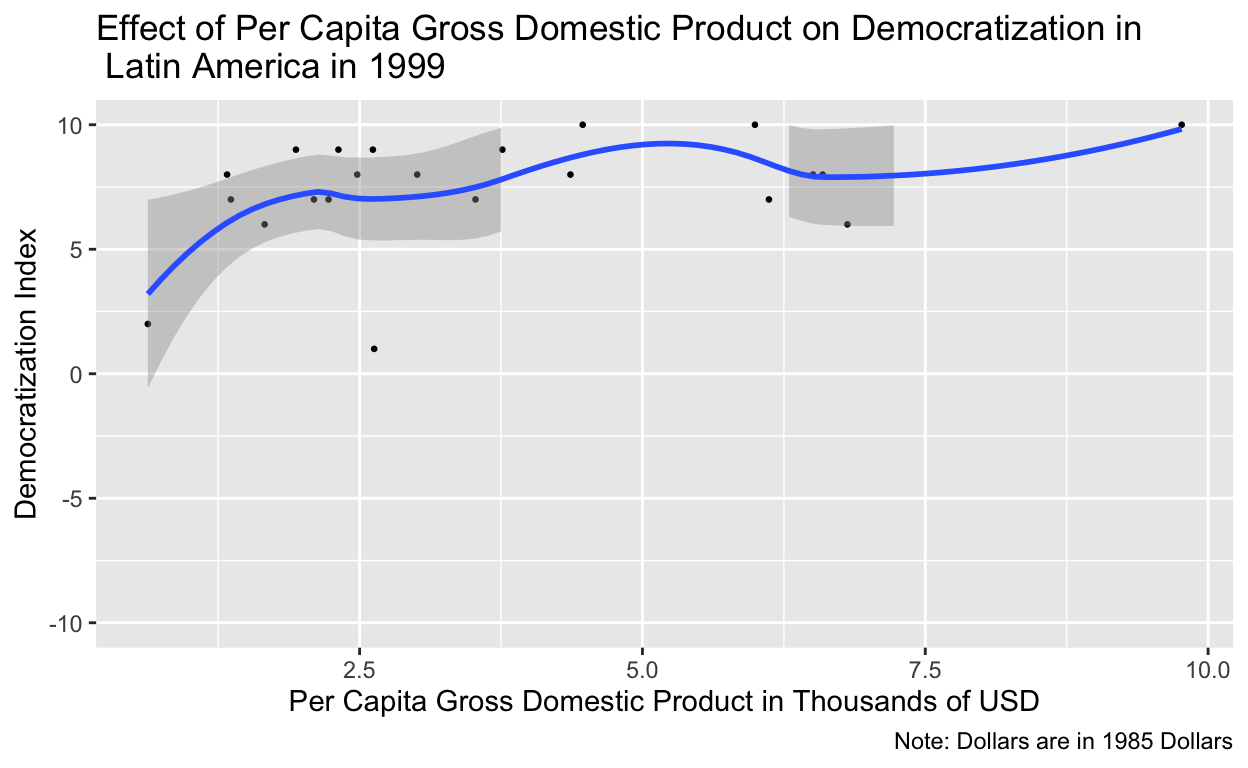 Effect of Per Capita Gross Domestic Product on Democratization in
Latin America in 1999
Democratization Index
10
5
0
-5
-10
2.5
5.0
7.5
10.0
Per Capita Gross Domestic Product in Thousands of USD
Note: Dollars are in 1985 Dollars